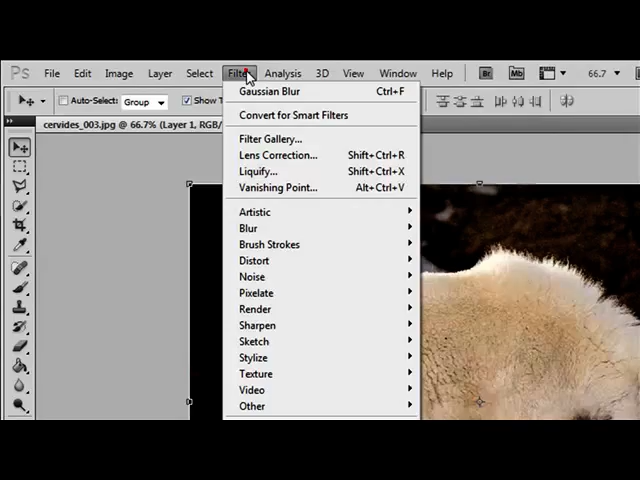 Ps File Edit Image Layer Select Filter Analysis 3D View Window Help Br Mb 66.7
Auto-Select: Group Show T
cervides_003.jpg @ 66.7% (Layer 1, RGB/
Gaussian Blur Ctrl+F
Convert for Smart Filters
Filter Gallery...
Lens Correction... Shift+Ctrl+R
Liquify... Shift+Ctrl+X
Vanishing Point... Alt+Ctrl+V
Artistic
Blur
Brush Strokes
Distort
Noise
Pixelate
Render
Sharpen
Sketch
Stylize
Texture
Video
Other